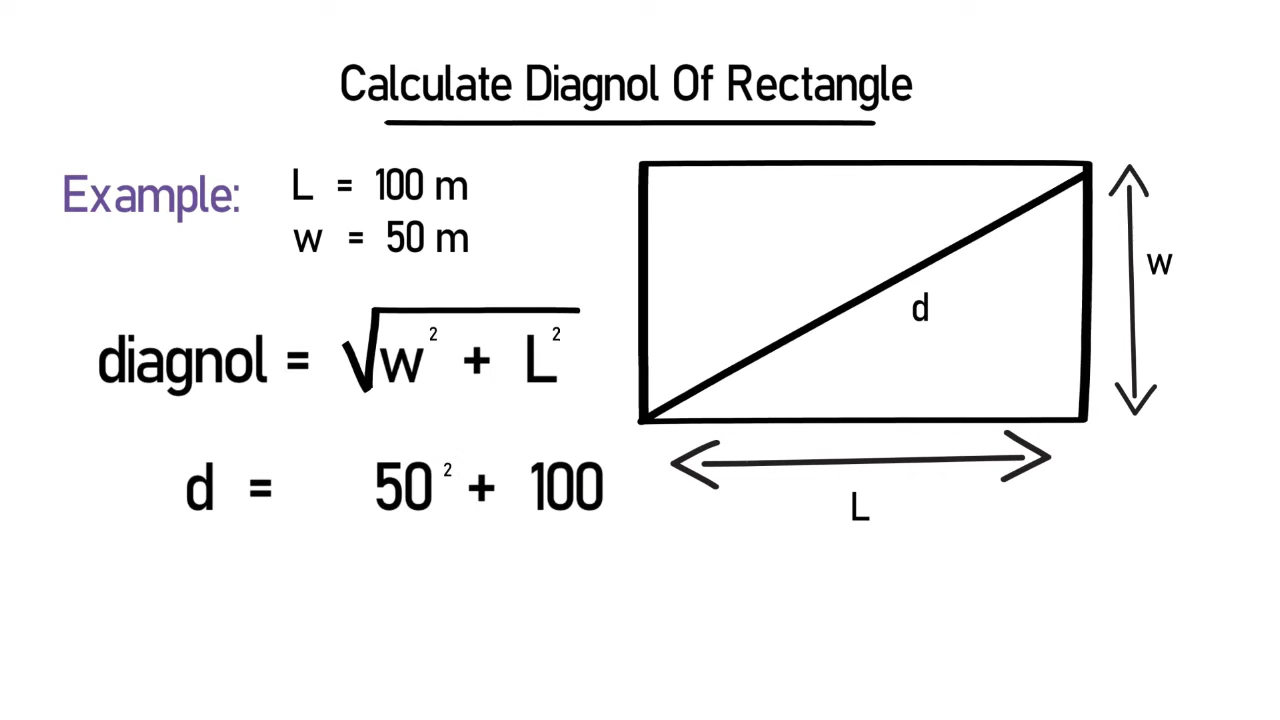 Calculate Diagnol Of Rectangle
Example:
L = 100 m
w = 50 m
diagnol = √w² + L²
d = 50² + 100
d
w
L